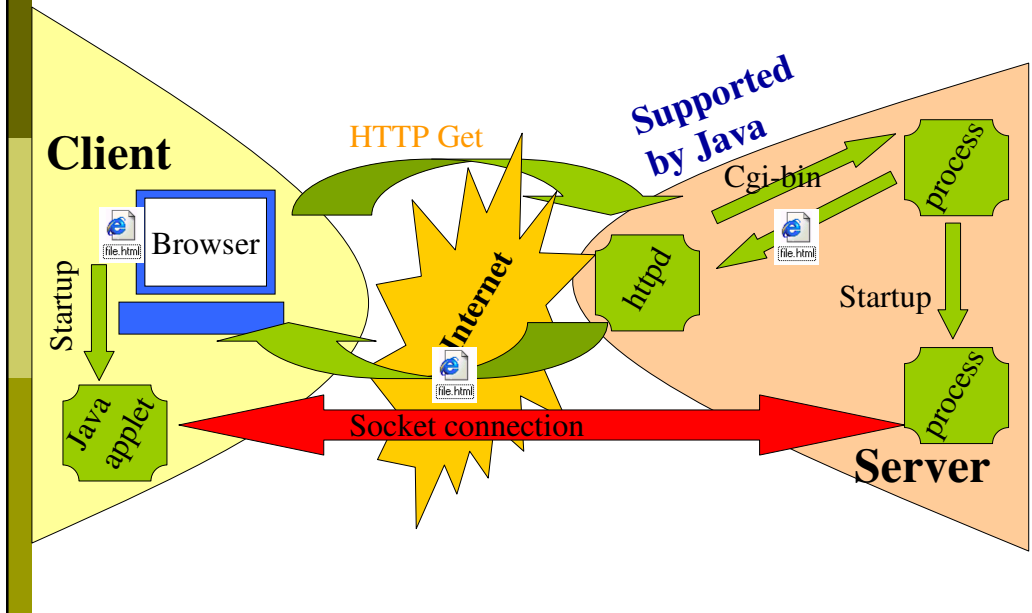 Supported
by Java
Client
HTTP Get
Cgi-bin
process
file.html
Browser
file.html
httpd
Internet
Startup
Startup
file.html
process
Java
applet
Socket connection
Server